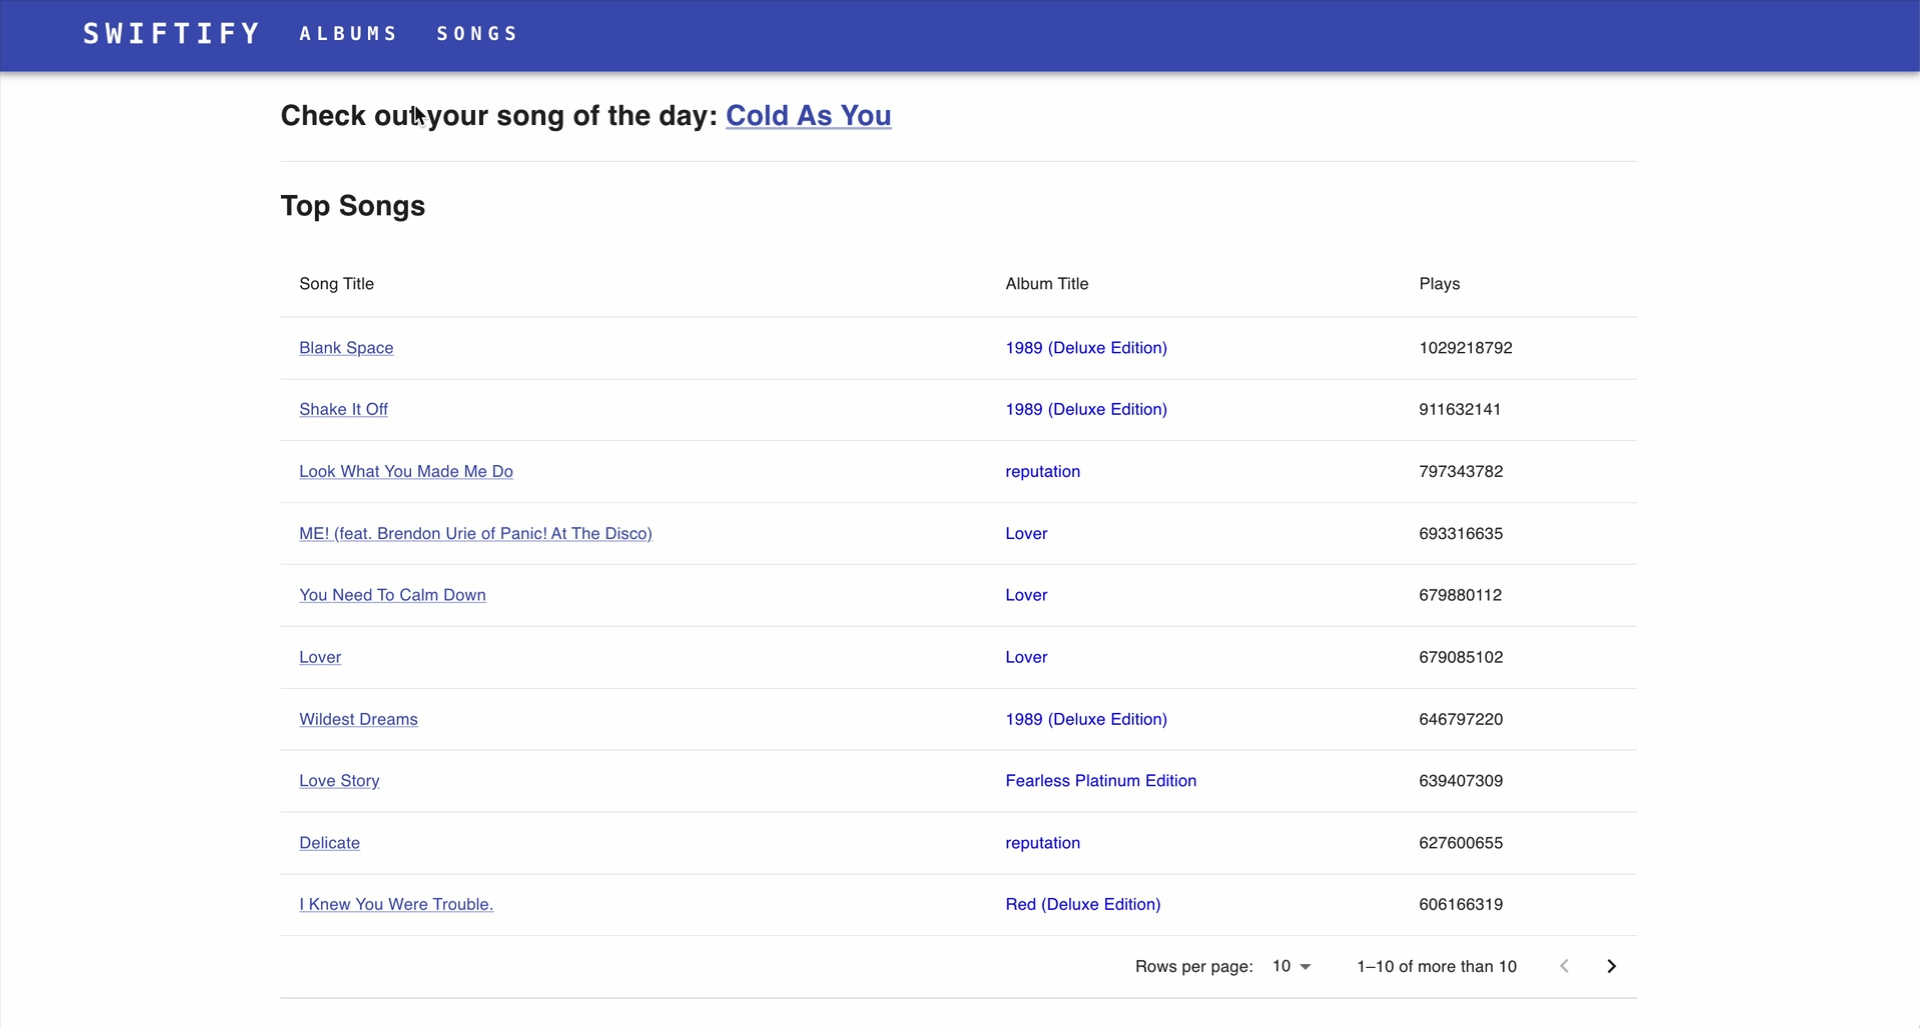 SWIFTIFY ALBUMS SONGS
Check out your song of the day: Cold As You
Top Songs
Song Title Album Title Plays
Blank Space 1989 (Deluxe Edition) 1029218792
Shake It Off 1989 (Deluxe Edition) 911632141
Look What You Made Me Do reputation 797343782
ME! (feat. Brendon Urie of Panic! At The Disco) Lover 693316635
You Need To Calm Down Lover 679880112
Lover Lover 679085102
Wildest Dreams 1989 (Deluxe Edition) 646797220
Love Story Fearless Platinum Edition 639407309
Delicate reputation 627600655
I Knew You Were Trouble. Red (Deluxe Edition) 606166319
Rows per page: 10 1–10 of more than 10